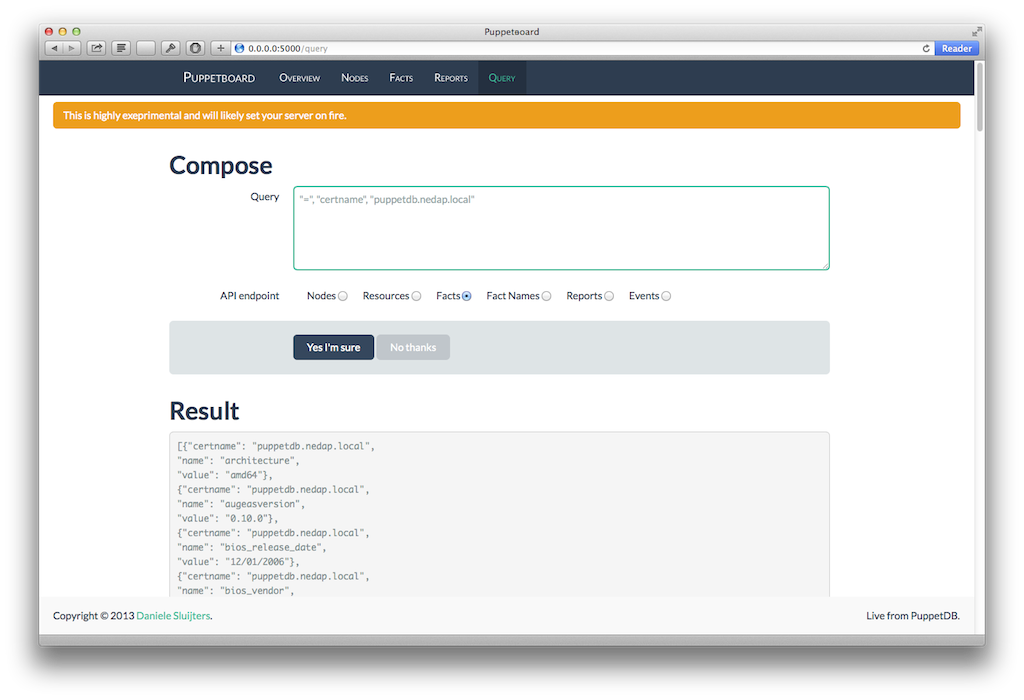 Puppetboard
0.0.0.0:5000/query
Reader
Puppetboard Overview Nodes Facts Reports Query
This is highly exeprimental and will likely set your server on fire.
Compose
Query
"=", "certname", "puppetdb.nedap.local"
API endpoint Nodes Resources Facts Fact Names Reports Events
Yes I'm sure No thanks
Result
[{"certname": "puppetdb.nedap.local",
"name": "architecture",
"value": "amd64"},
{"certname": "puppetdb.nedap.local",
"name": "augeasversion",
"value": "0.10.0"},
{"certname": "puppetdb.nedap.local",
"name": "bios_release_date",
"value": "12/01/2006"},
{"certname": "puppetdb.nedap.local",
"name": "bios_vendor",
Copyright © 2013 Daniele Sluijters. Live from PuppetDB.